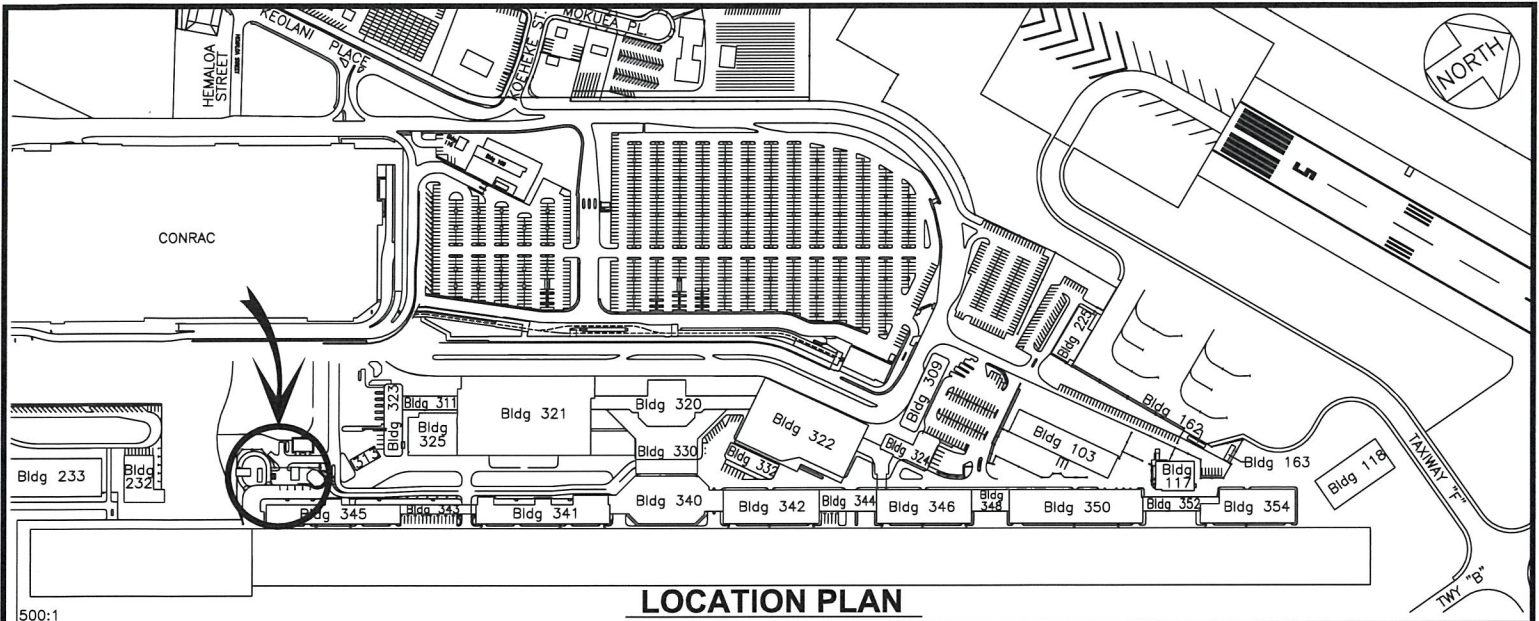 KEOLANI PLACE
HEMALOA
STREET
HEMALOA STREET
KOEHEKE ST.
MOKUEA PL.
NORTH
5
CONRAC
Bldg 225
Bldg 309
Bldg 323
Bldg 311
Bldg
325
Bldg 321
Bldg 320
Bldg 330
Bldg 322
Bldg 332
Bldg 324
Bldg 103
Bldg 162
Bldg 163
Bldg
117
Bldg 118
TAXIWAY "F"
TWY "B"
313
Bldg 233
Bldg
232
Bldg 345
Bldg 343
Bldg 341
Bldg 340
Bldg 342
Bldg 344
Bldg 346
Bldg
348
Bldg 350
Bldg 352
Bldg 354
LOCATION PLAN
500:1